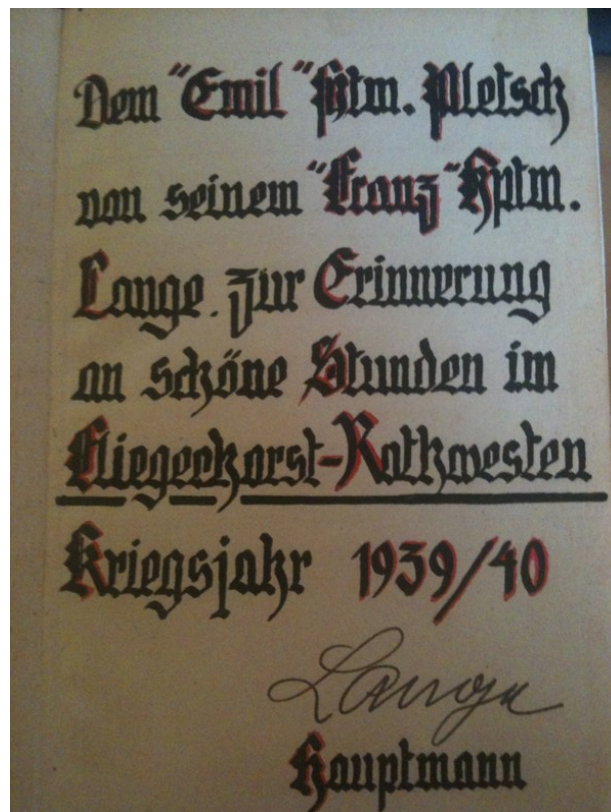 Dem "Emil" Hptm. Pletsch
von seinem "Franz" Hptm.
Lange. zur Erinnerung
an schöne Stunden im
Fliegerhorst-Rothwesten
Kriegsjahr 1939/40
Lange
Hauptmann